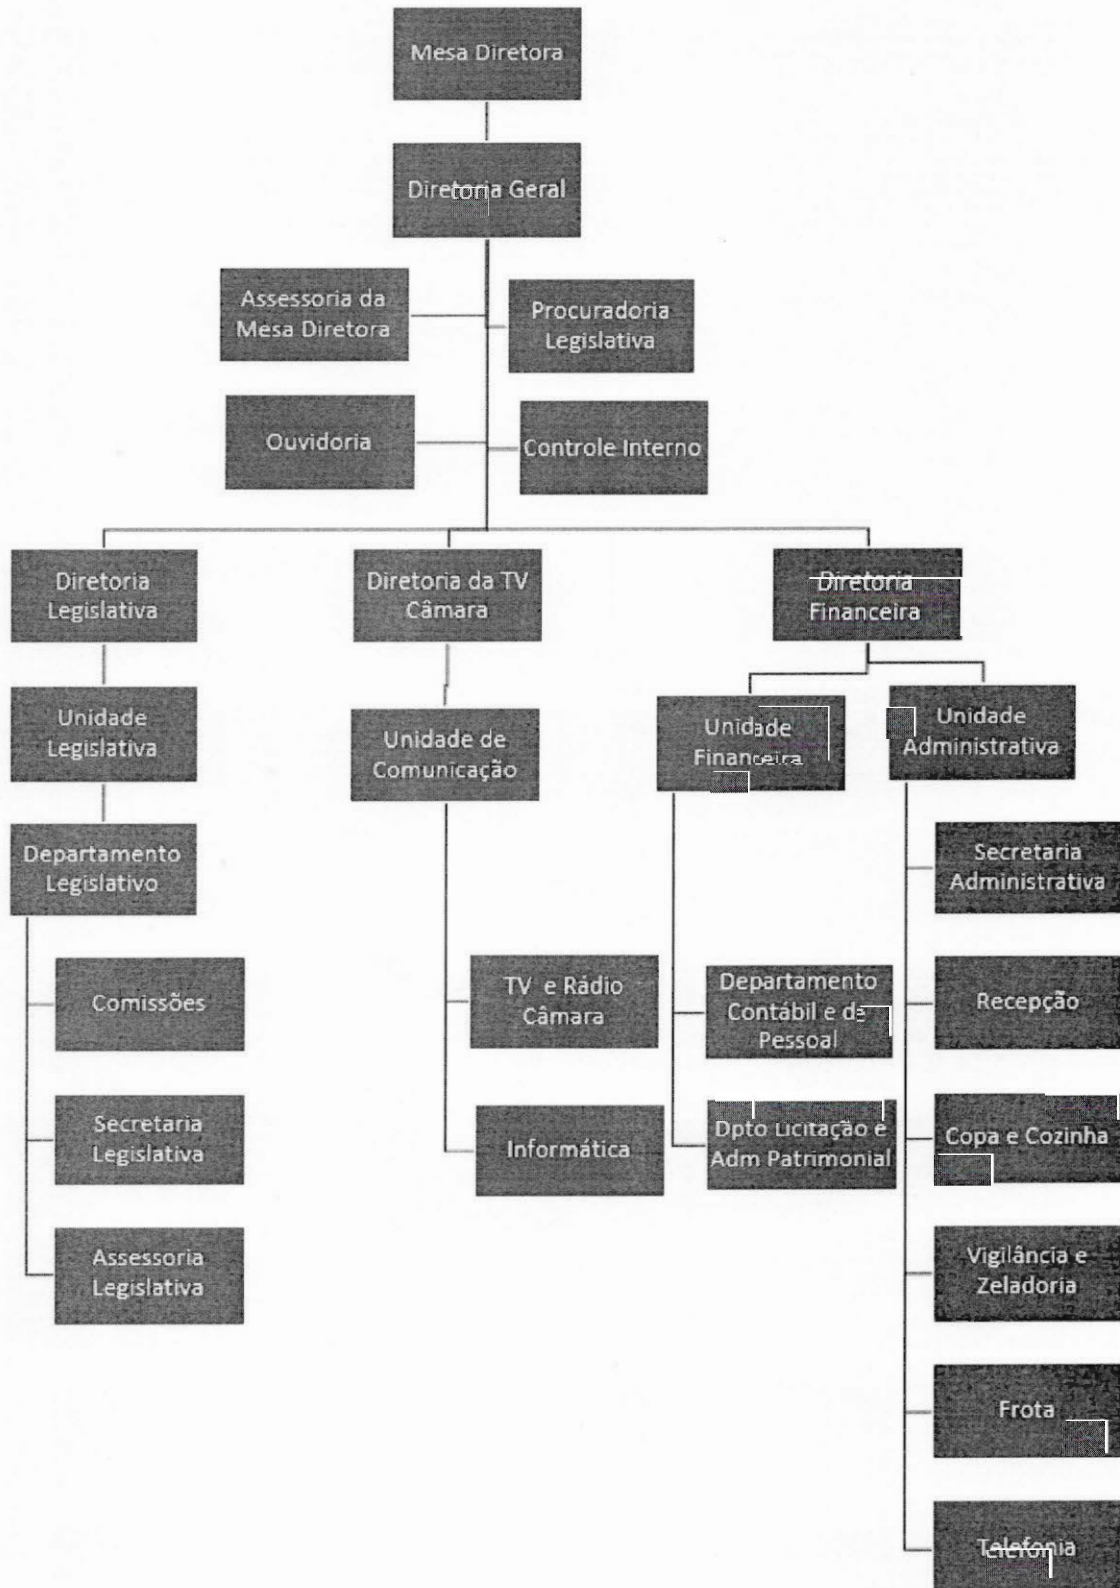 Mesa Diretora
Diretoria Geral
Assessoria da
Mesa Diretora
Procuradoria
Legislativa
Ouvidoria
Controle Interno
Diretoria
Legislativa
Diretoria da TV
Câmara
Diretoria
Financeira
Unidade
Legislativa
Unidade de
Comunicação
Unidade
Financeira
Unidade
Administrativa
Departamento
Legislativo
Secretaria
Administrativa
Comissões
TV e Rádio
Câmara
Departamento
Contábil e de
Pessoal
Recepção
Secretaria
Legislativa
Informática
Dpto Licitação e
Adm Patrimonial
Copa e Cozinha
Assessoria
Legislativa
Vigilância e
Zeladoria
Frota
Telefonia